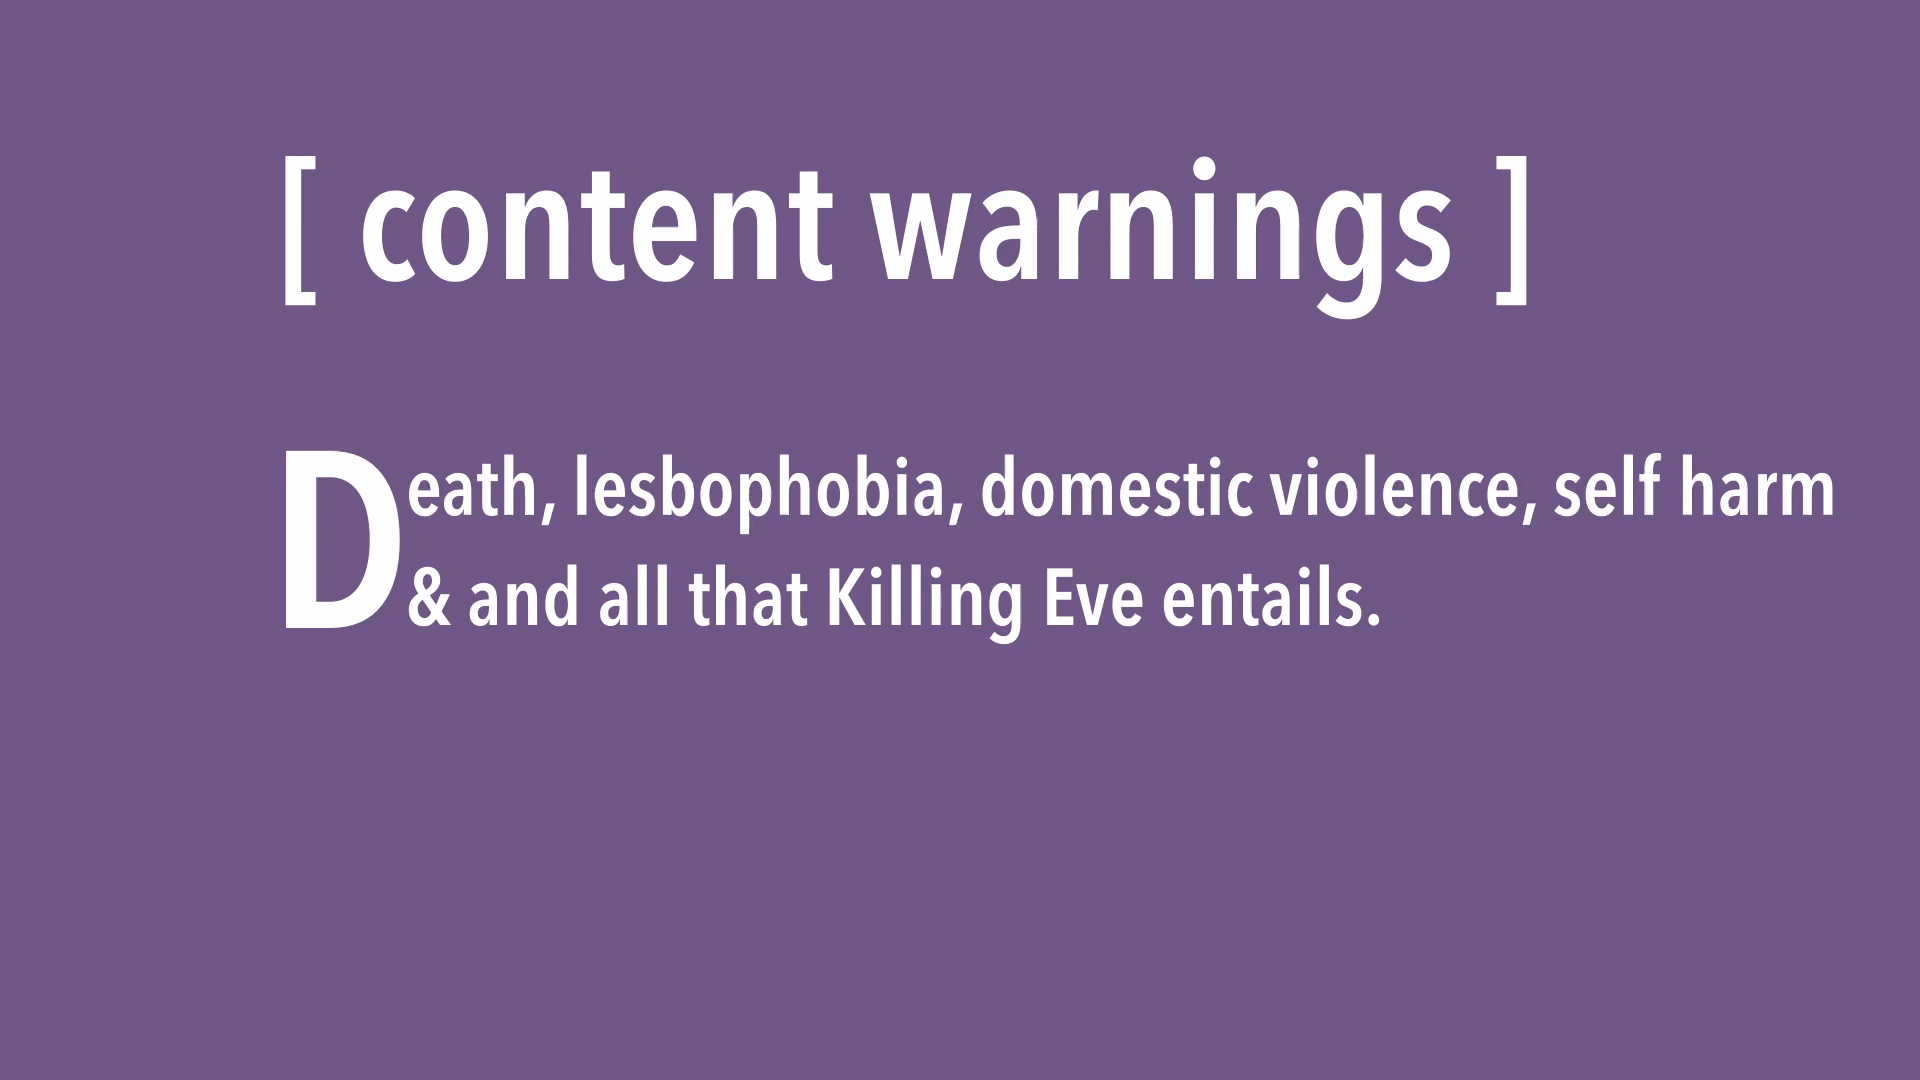 [ content warnings ]
Death, lesbophobia, domestic violence, self harm
& and all that Killing Eve entails.